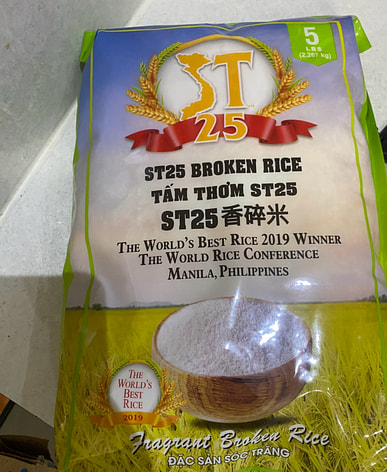 5
LBS
(2,267 kg)
ST
25
ST25 BROKEN RICE
TẤM THƠM ST25
ST25香碎米
THE WORLD'S BEST RICE 2019 WINNER
THE WORLD RICE CONFERENCE
MANILA, PHILIPPINES
THE
WORLD'S
BEST
RICE
2019
Fragrant Broken Rice
ĐẶC SẢN SÓC TRĂNG